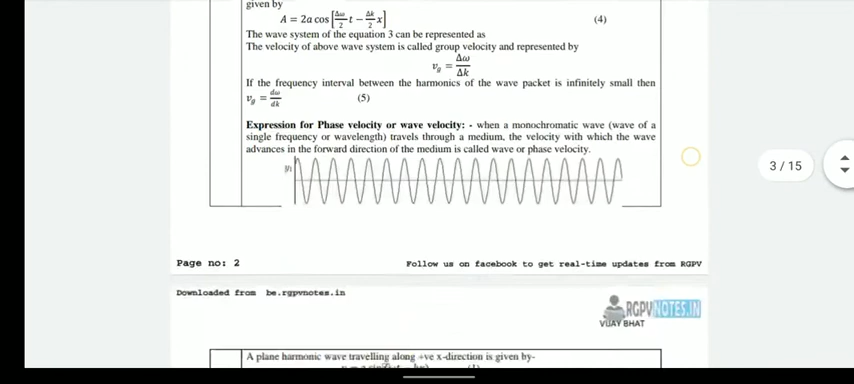 given by
A = 2a cos [Δω/2 t − Δk/2 x] (4)
The wave system of the equation 3 can be represented as
The velocity of above wave system is called group velocity and represented by
v_g = Δω/Δk
If the frequency interval between the harmonics of the wave packet is infinitely small then
v_g = dω/dk (5)
Expression for Phase velocity or wave velocity: - when a monochromatic wave (wave of a
single frequency or wavelength) travels through a medium, the velocity with which the wave
advances in the forward direction of the medium is called wave or phase velocity.
3 / 15
Page no: 2
Follow us on facebook to get real-time updates from RGPV
Downloaded from be.rgpvnotes.in
RGPVNOTES.IN
VIJAY BHAT
A plane harmonic wave travelling along +ve x-direction is given by-